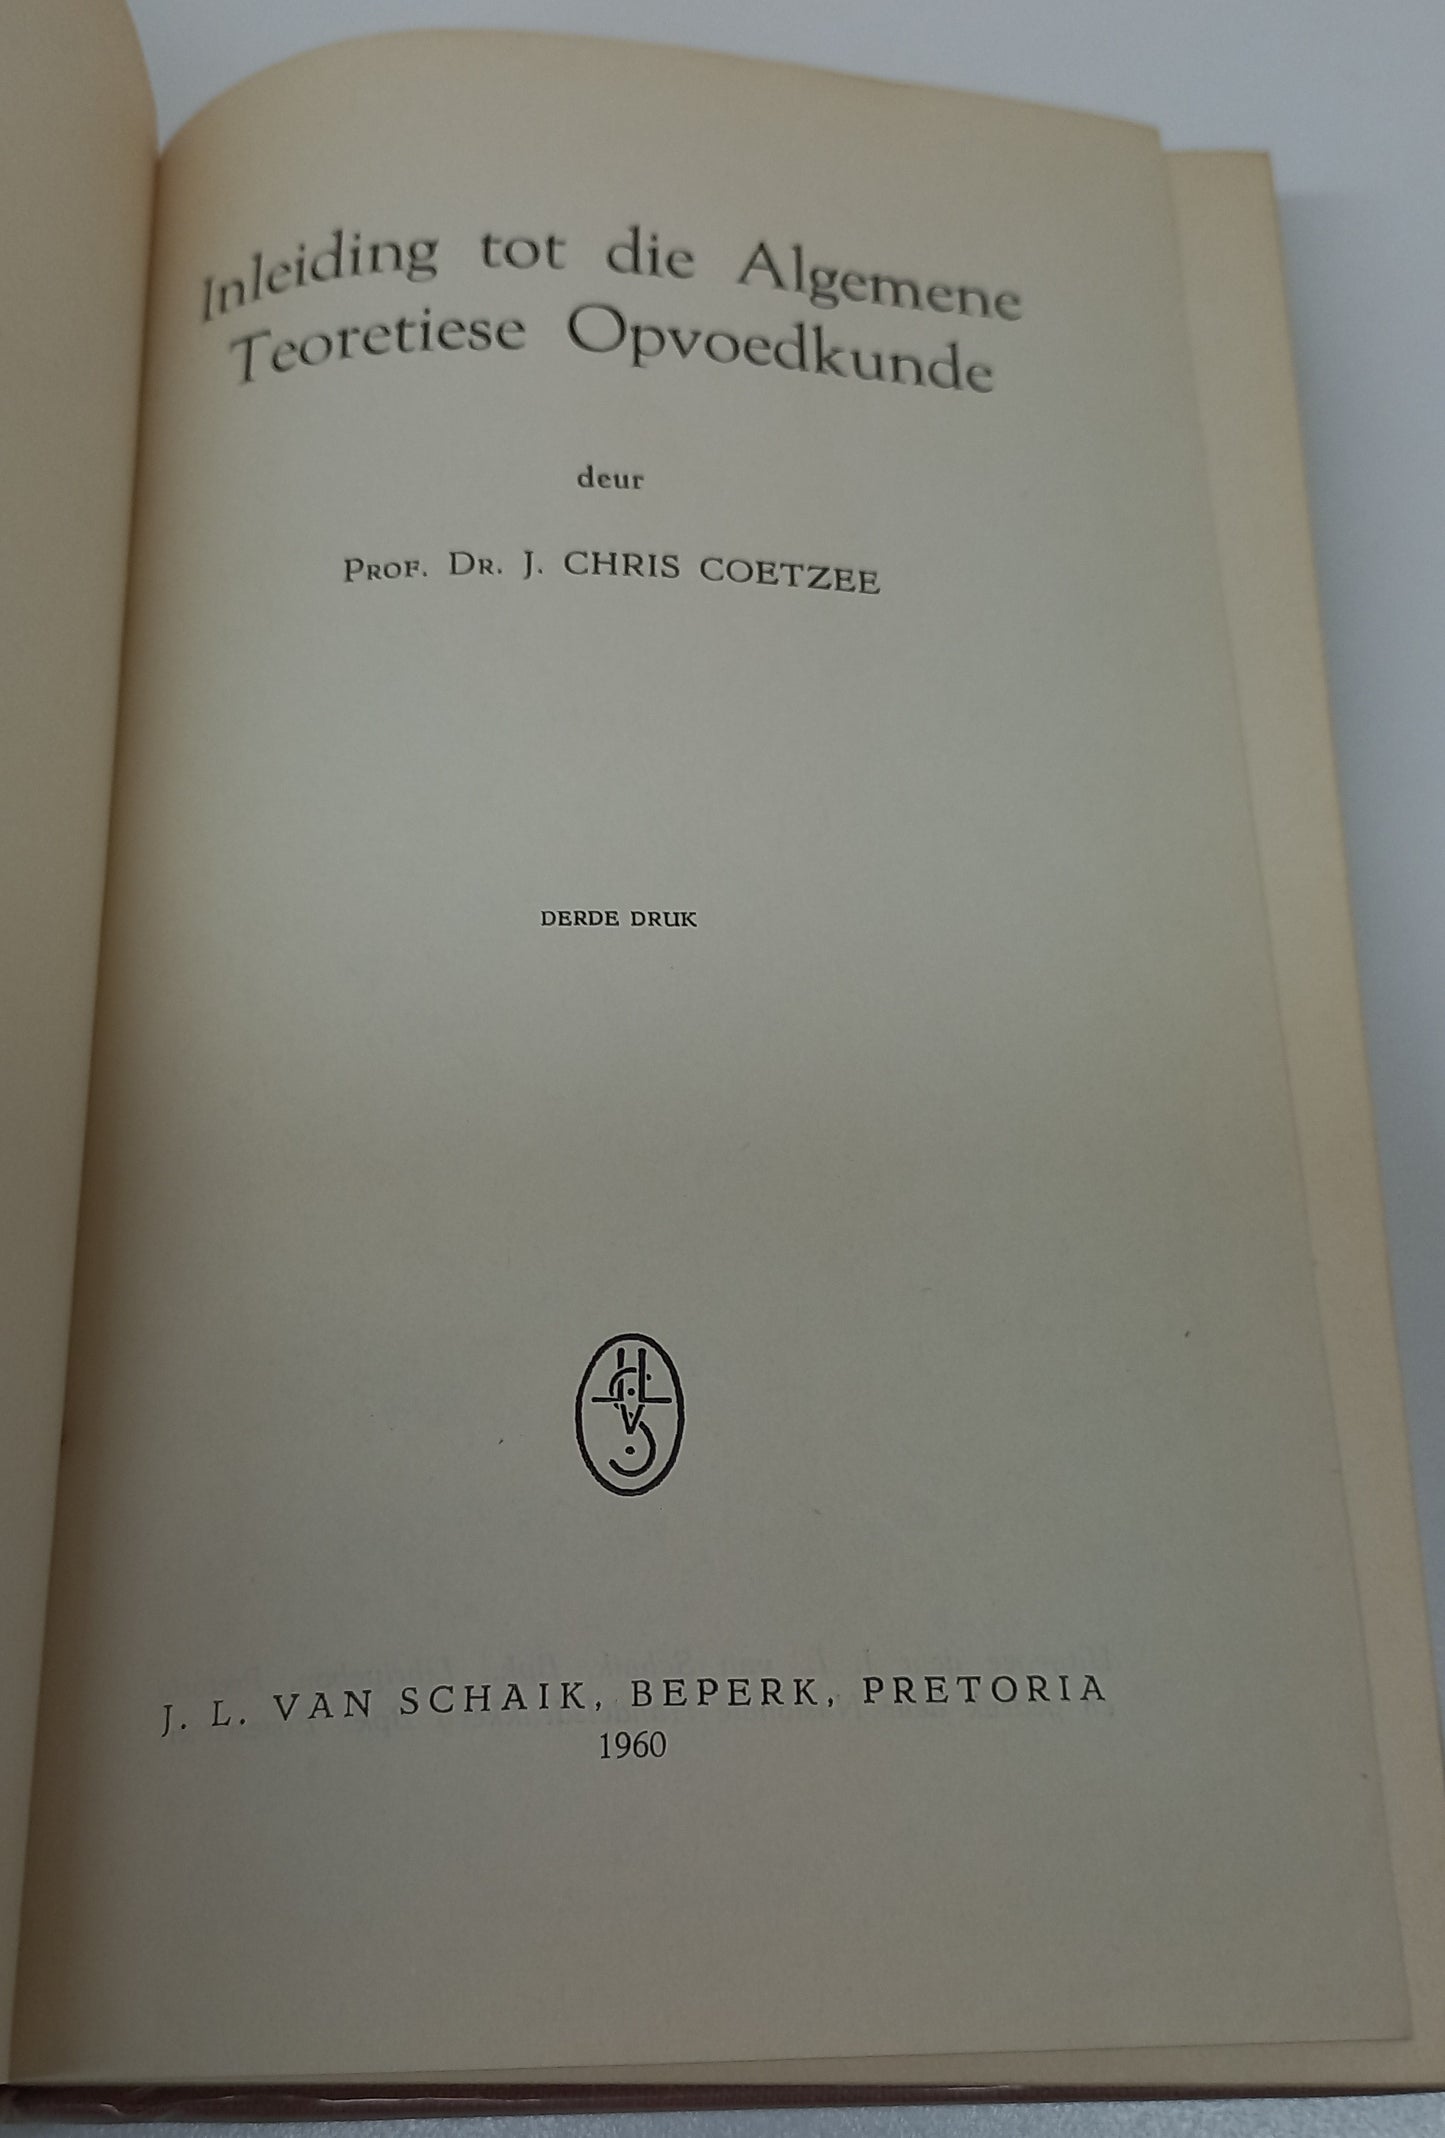 Inleiding tot die Algemene
Teoretiese Opvoedkunde
deur
PROF. DR. J. CHRIS COETZEE
DERDE DRUK
J. L. VAN SCHAIK, BEPERK, PRETORIA
1960